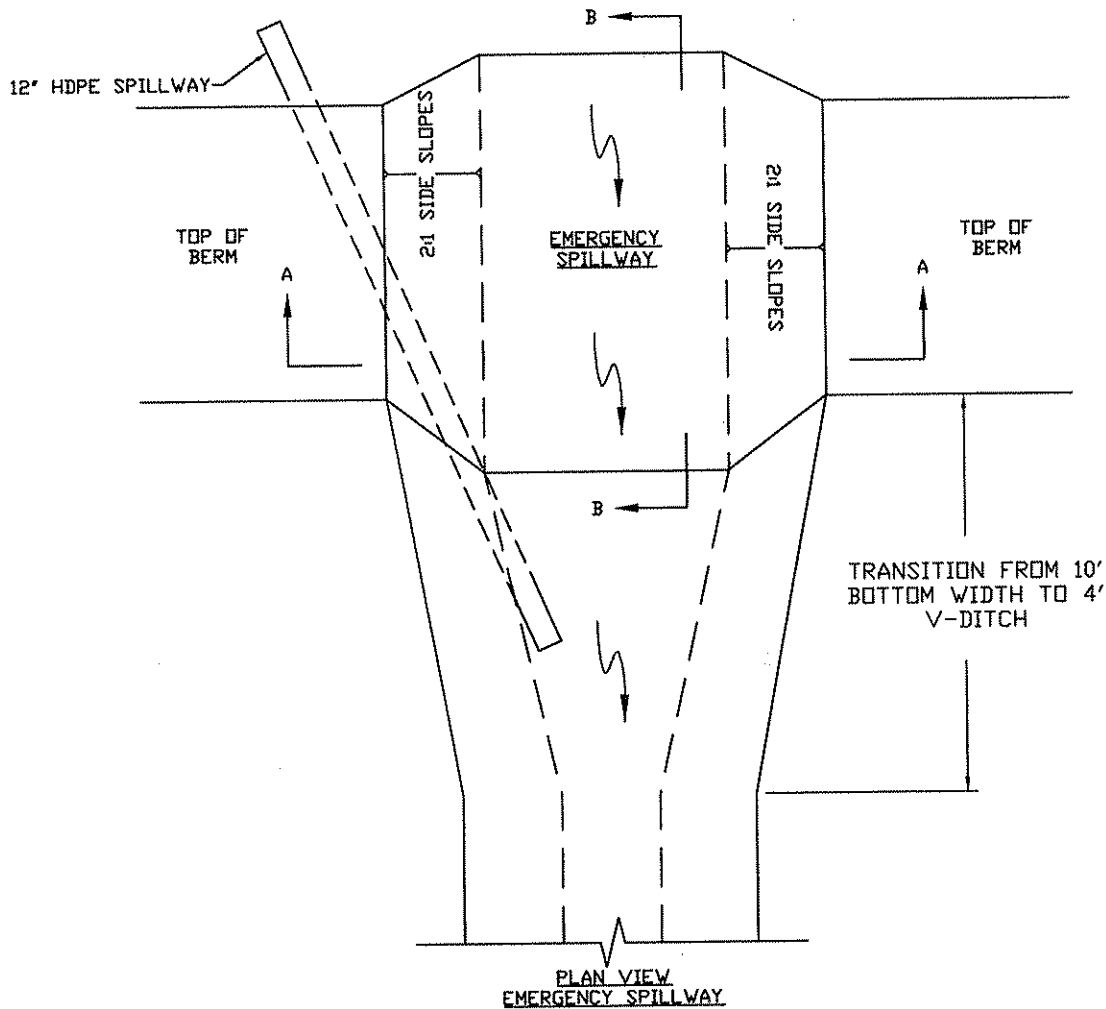 B
12" HDPE SPILLWAY
2:1 SIDE SLOPES
2:1 SIDE SLOPES
TOP OF
BERM
EMERGENCY
SPILLWAY
TOP OF
BERM
A
A
B
TRANSITION FROM 10'
BOTTOM WIDTH TO 4'
V-DITCH
PLAN VIEW
EMERGENCY SPILLWAY